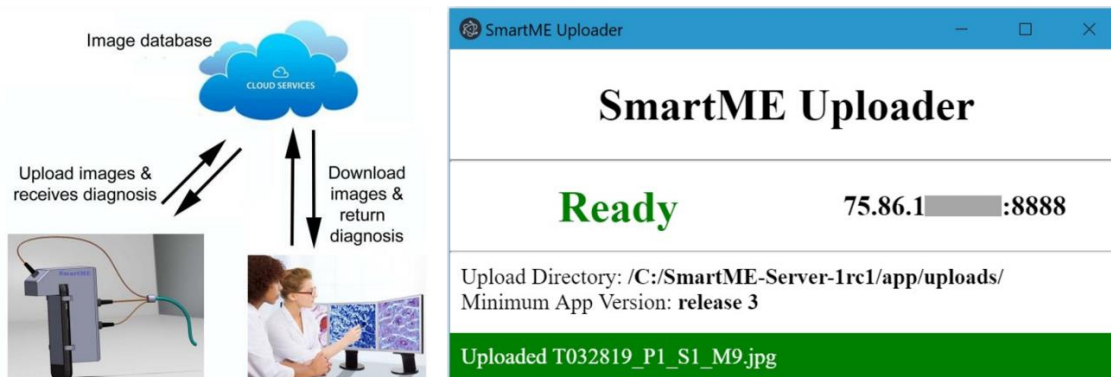 Image database
CLOUD SERVICES
Upload images &
receives diagnosis
Download
images &
return
diagnosis
SmartME
SmartME Uploader
SmartME Uploader
Ready
75.86.1 :8888
Upload Directory: /C:/SmartME-Server-1rc1/app/uploads/
Minimum App Version: release 3
Uploaded T032819_P1_S1_M9.jpg